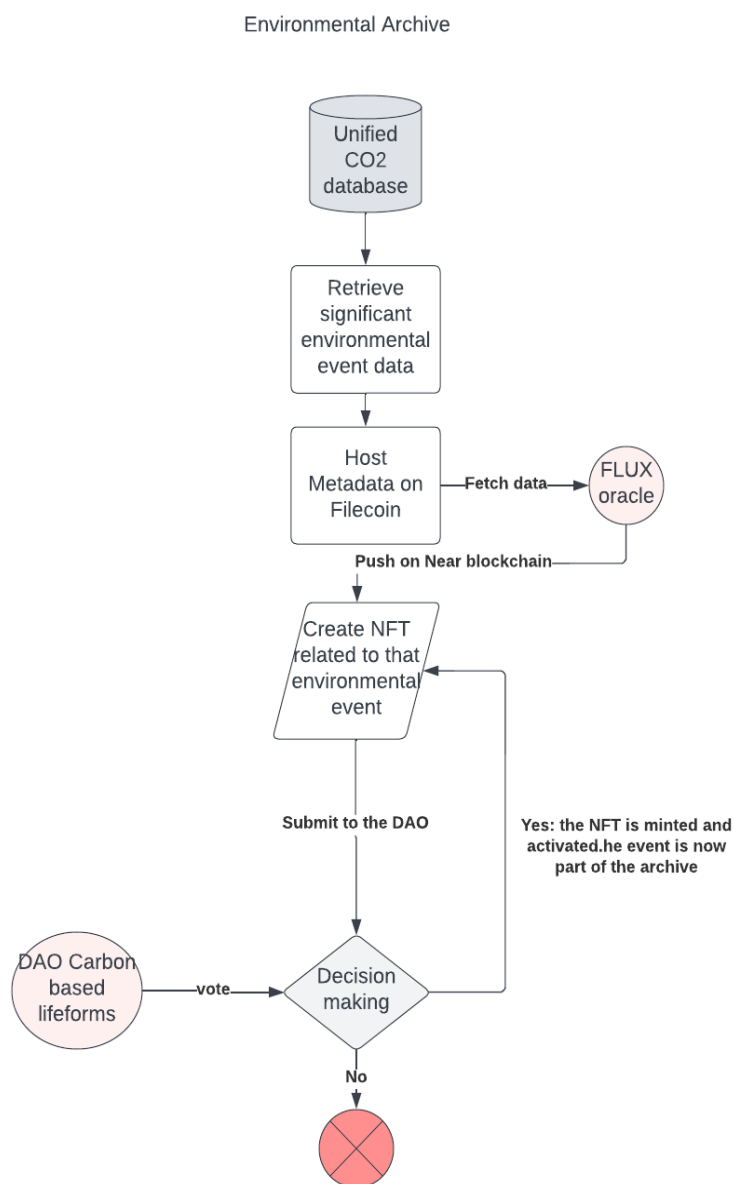 Environmental Archive
Unified
CO2
database
Retrieve
significant
environmental
event data
Host
Metadata on
Filecoin
Fetch data
FLUX
oracle
Push on Near blockchain
Create NFT
related to that
environmental
event
Submit to the DAO
Yes: the NFT is minted and
activated.he event is now
part of the archive
DAO Carbon
based
lifeforms
vote
Decision
making
No